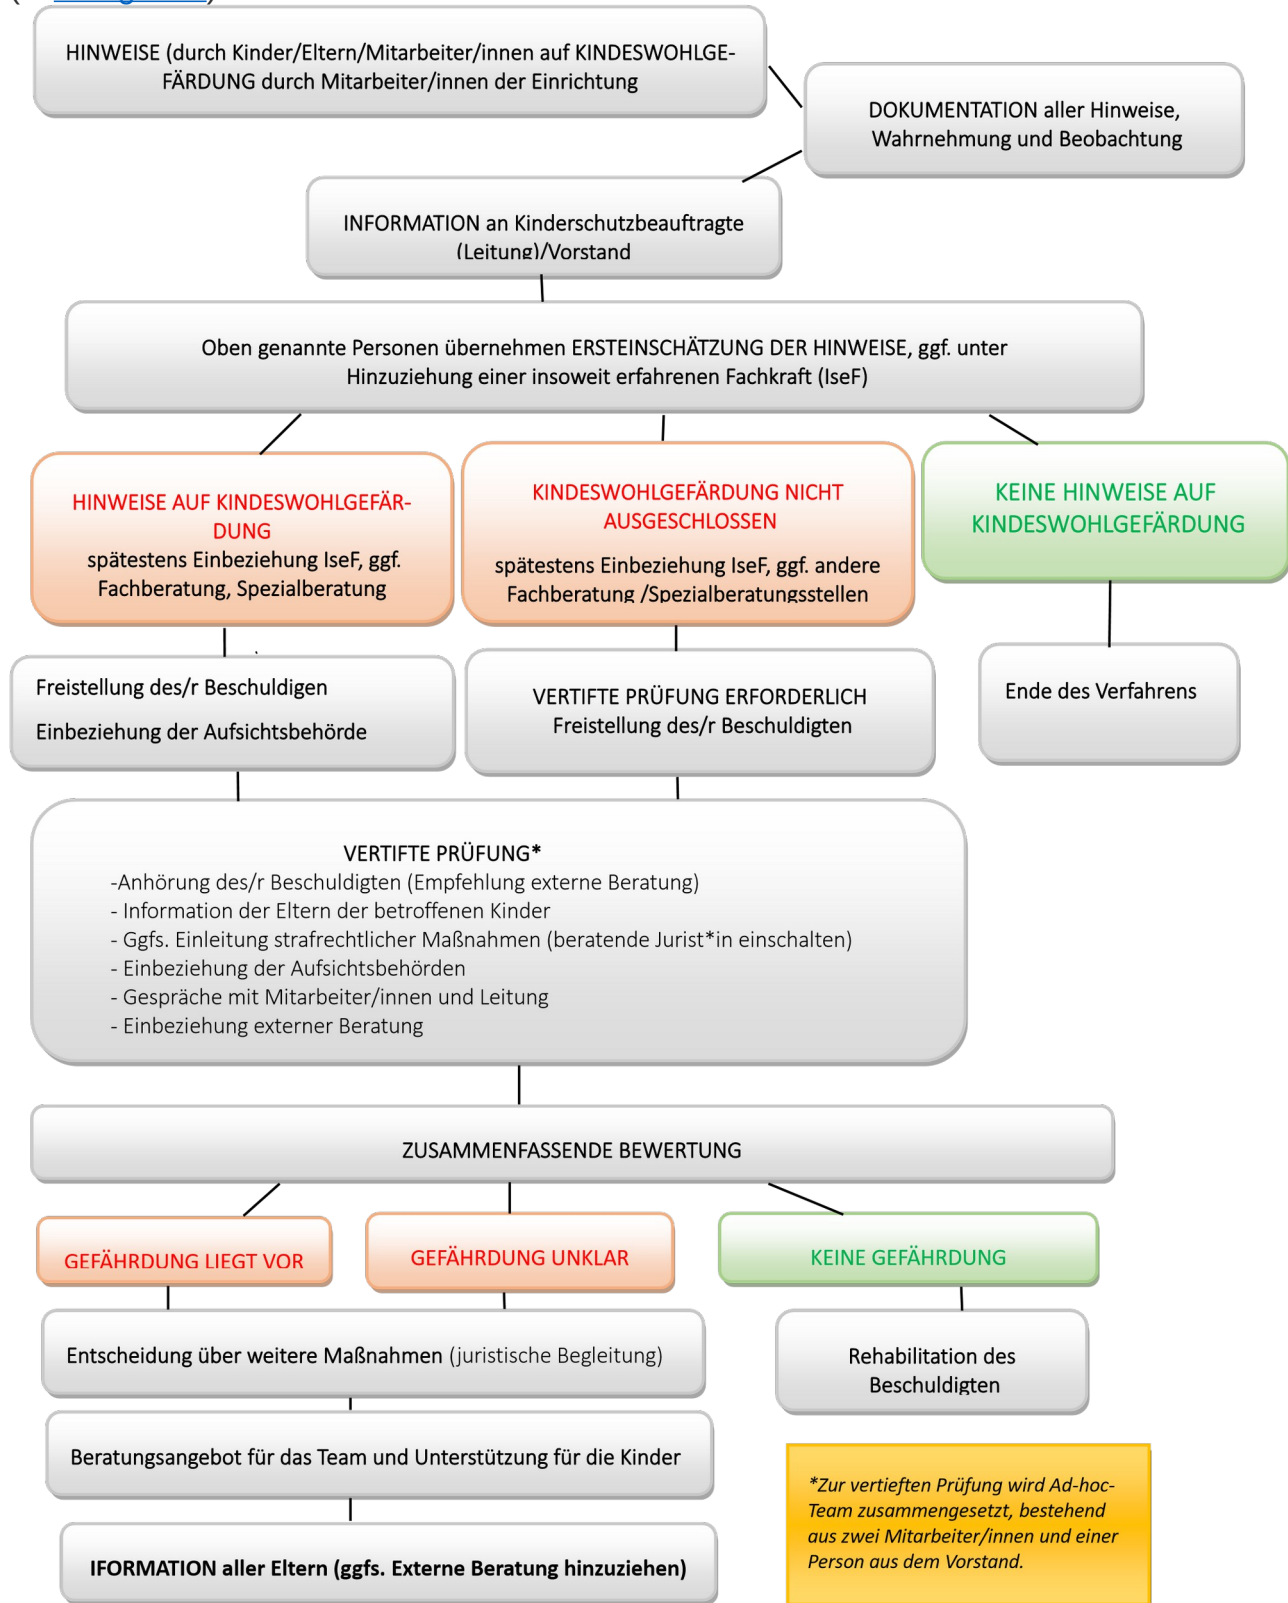 HINWEISE (durch Kinder/Eltern/Mitarbeiter/innen auf KINDESWOHLGE-
FÄRDUNG durch Mitarbeiter/innen der Einrichtung
DOKUMENTATION aller Hinweise,
Wahrnehmung und Beobachtung
INFORMATION an Kinderschutzbeauftragte
(Leitung)/Vorstand
Oben genannte Personen übernehmen ERSTEINSCHÄTZUNG DER HINWEISE, ggf. unter
Hinzuziehung einer insoweit erfahrenen Fachkraft (IseF)
HINWEISE AUF KINDESWOHLGEFÄR-
DUNG
spätestens Einbeziehung IseF, ggf.
Fachberatung, Spezialberatung
KINDESWOHLGEFÄRDUNG NICHT
AUSGESCHLOSSEN
spätestens Einbeziehung IseF, ggf. andere
Fachberatung /Spezialberatungsstellen
KEINE HINWEISE AUF
KINDESWOHLGEFÄRDUNG
Freistellung des/r Beschuldigen
Einbeziehung der Aufsichtsbehörde
VERTIFTE PRÜFUNG ERFORDERLICH
Freistellung des/r Beschuldigten
Ende des Verfahrens
VERTIFTE PRÜFUNG*
-Anhörung des/r Beschuldigten (Empfehlung externe Beratung)
- Information der Eltern der betroffenen Kinder
- Ggfs. Einleitung strafrechtlicher Maßnahmen (beratende Jurist*in einschalten)
- Einbeziehung der Aufsichtsbehörden
- Gespräche mit Mitarbeiter/innen und Leitung
- Einbeziehung externer Beratung
ZUSAMMENFASSENDE BEWERTUNG
GEFÄHRDUNG LIEGT VOR
GEFÄHRDUNG UNKLAR
KEINE GEFÄHRDUNG
Entscheidung über weitere Maßnahmen (juristische Begleitung)
Rehabilitation des
Beschuldigten
Beratungsangebot für das Team und Unterstützung für die Kinder
IFORMATION aller Eltern (ggfs. Externe Beratung hinzuziehen)
*Zur vertieften Prüfung wird Ad-hoc-
Team zusammengesetzt, bestehend
aus zwei Mitarbeiter/innen und einer
Person aus dem Vorstand.